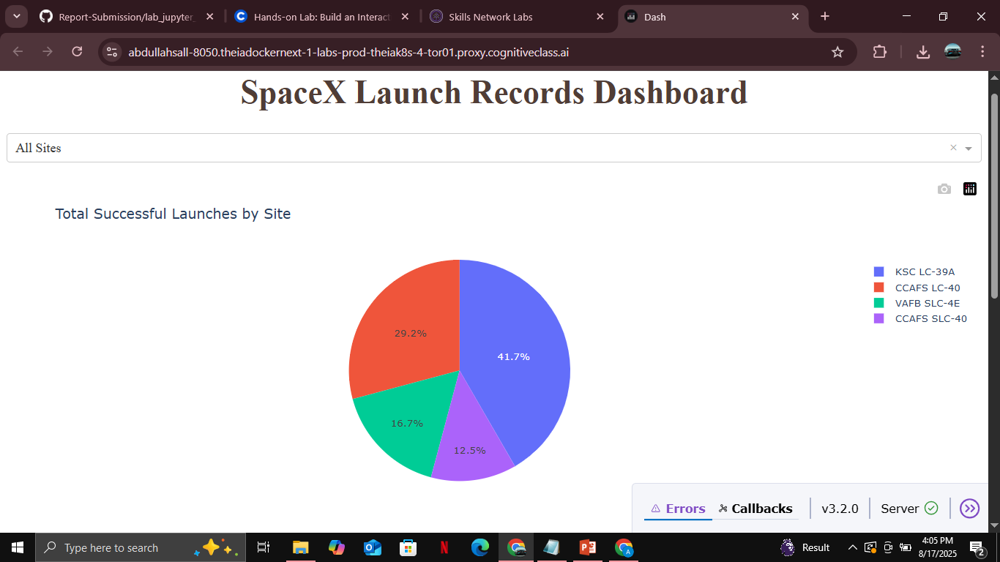 Report-Submission/lab_jupyter_
Hands-on Lab: Build an Interact
Skills Network Labs
Dash
abdullahsall-8050.theiadockernext-1-labs-prod-theiak8s-4-tor01.proxy.cognitiveclass.ai
SpaceX Launch Records Dashboard
All Sites
Total Successful Launches by Site
KSC LC-39A
CCAFS LC-40
VAFB SLC-4E
CCAFS SLC-40
29.2%
41.7%
16.7%
12.5%
Errors
Callbacks
v3.2.0
Server
Type here to search
Result
4:05 PM
8/17/2025
2